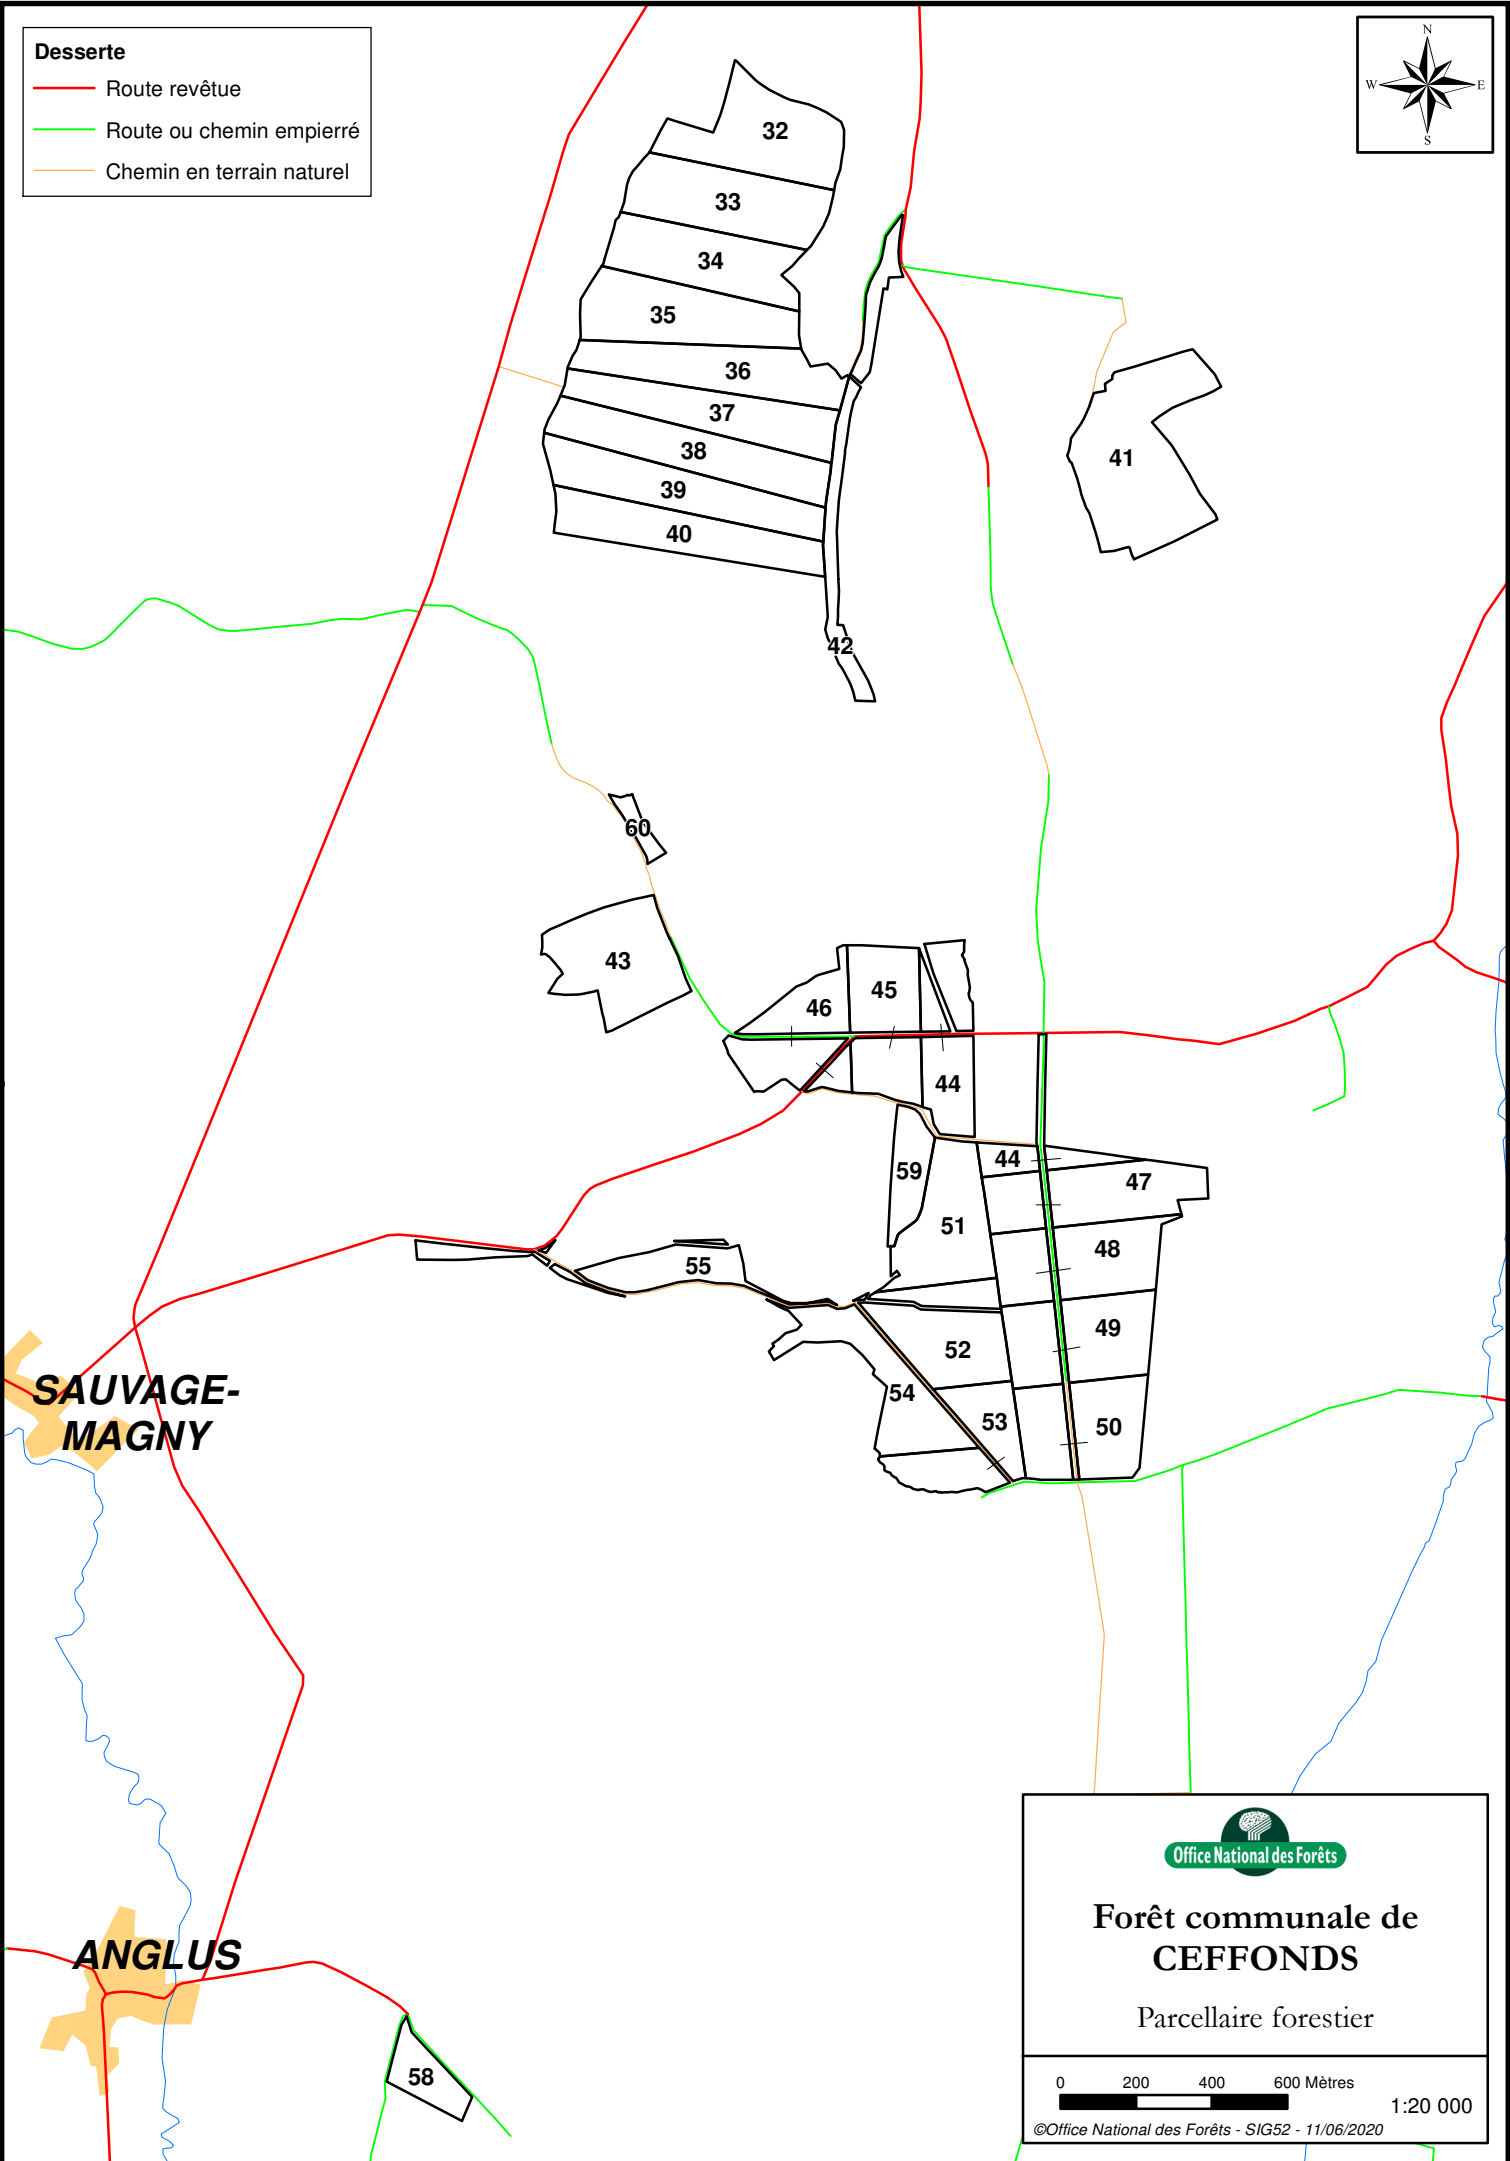 Desserte
Route revêtue
Route ou chemin empierré
Chemin en terrain naturel
N
W
E
S
32
33
34
35
36
37
38
39
40
41
42
60
43
46
45
44
59
44
47
51
48
55
49
52
54
53
50
SAUVAGE-
MAGNY
ANGLUS
58
Office National des Forêts
Forêt communale de
CEFFONDS
Parcellaire forestier
0 200 400 600 Mètres
1:20 000
©Office National des Forêts - SIG52 - 11/06/2020